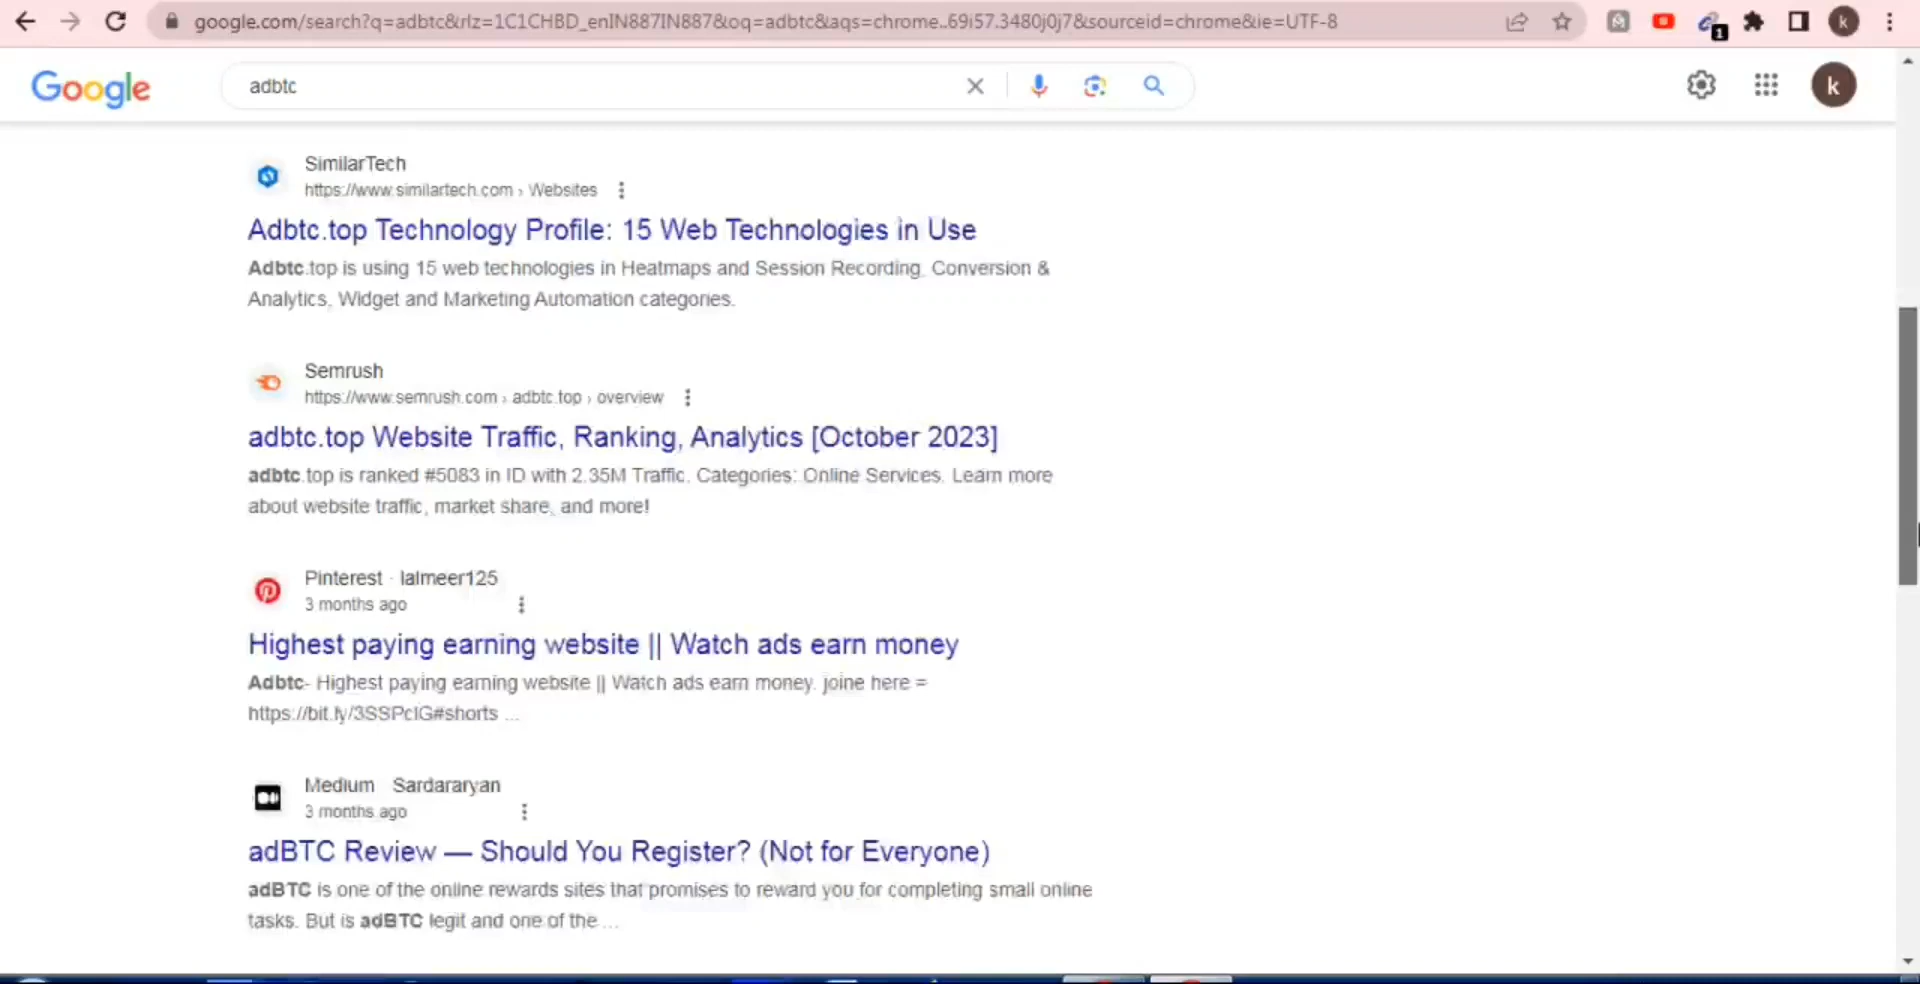 google.com/search?q=adbtc&rlz=1C1CHBD_enIN887IN887&oq=adbtc&aqs=chrome..69i57.3480j0j7&sourceid=chrome&ie=UTF-8
1
k
Google
adbtc
k
SimilarTech
https://www.similartech.com › Websites
Adbtc.top Technology Profile: 15 Web Technologies in Use
Adbtc.top is using 15 web technologies in Heatmaps and Session Recording, Conversion &
Analytics, Widget and Marketing Automation categories.
Semrush
https://www.semrush.com › adbtc.top › overview
adbtc.top Website Traffic, Ranking, Analytics [October 2023]
adbtc.top is ranked #5083 in ID with 2.35M Traffic. Categories: Online Services. Learn more
about website traffic, market share, and more!
Pinterest · lalmeer125
3 months ago
Highest paying earning website || Watch ads earn money
Adbtc- Highest paying earning website || Watch ads earn money. joine here =
https://bit.ly/3SSPcIG#shorts ...
Medium Sardararyan
3 months ago
adBTC Review — Should You Register? (Not for Everyone)
adBTC is one of the online rewards sites that promises to reward you for completing small online
tasks. But is adBTC legit and one of the ...